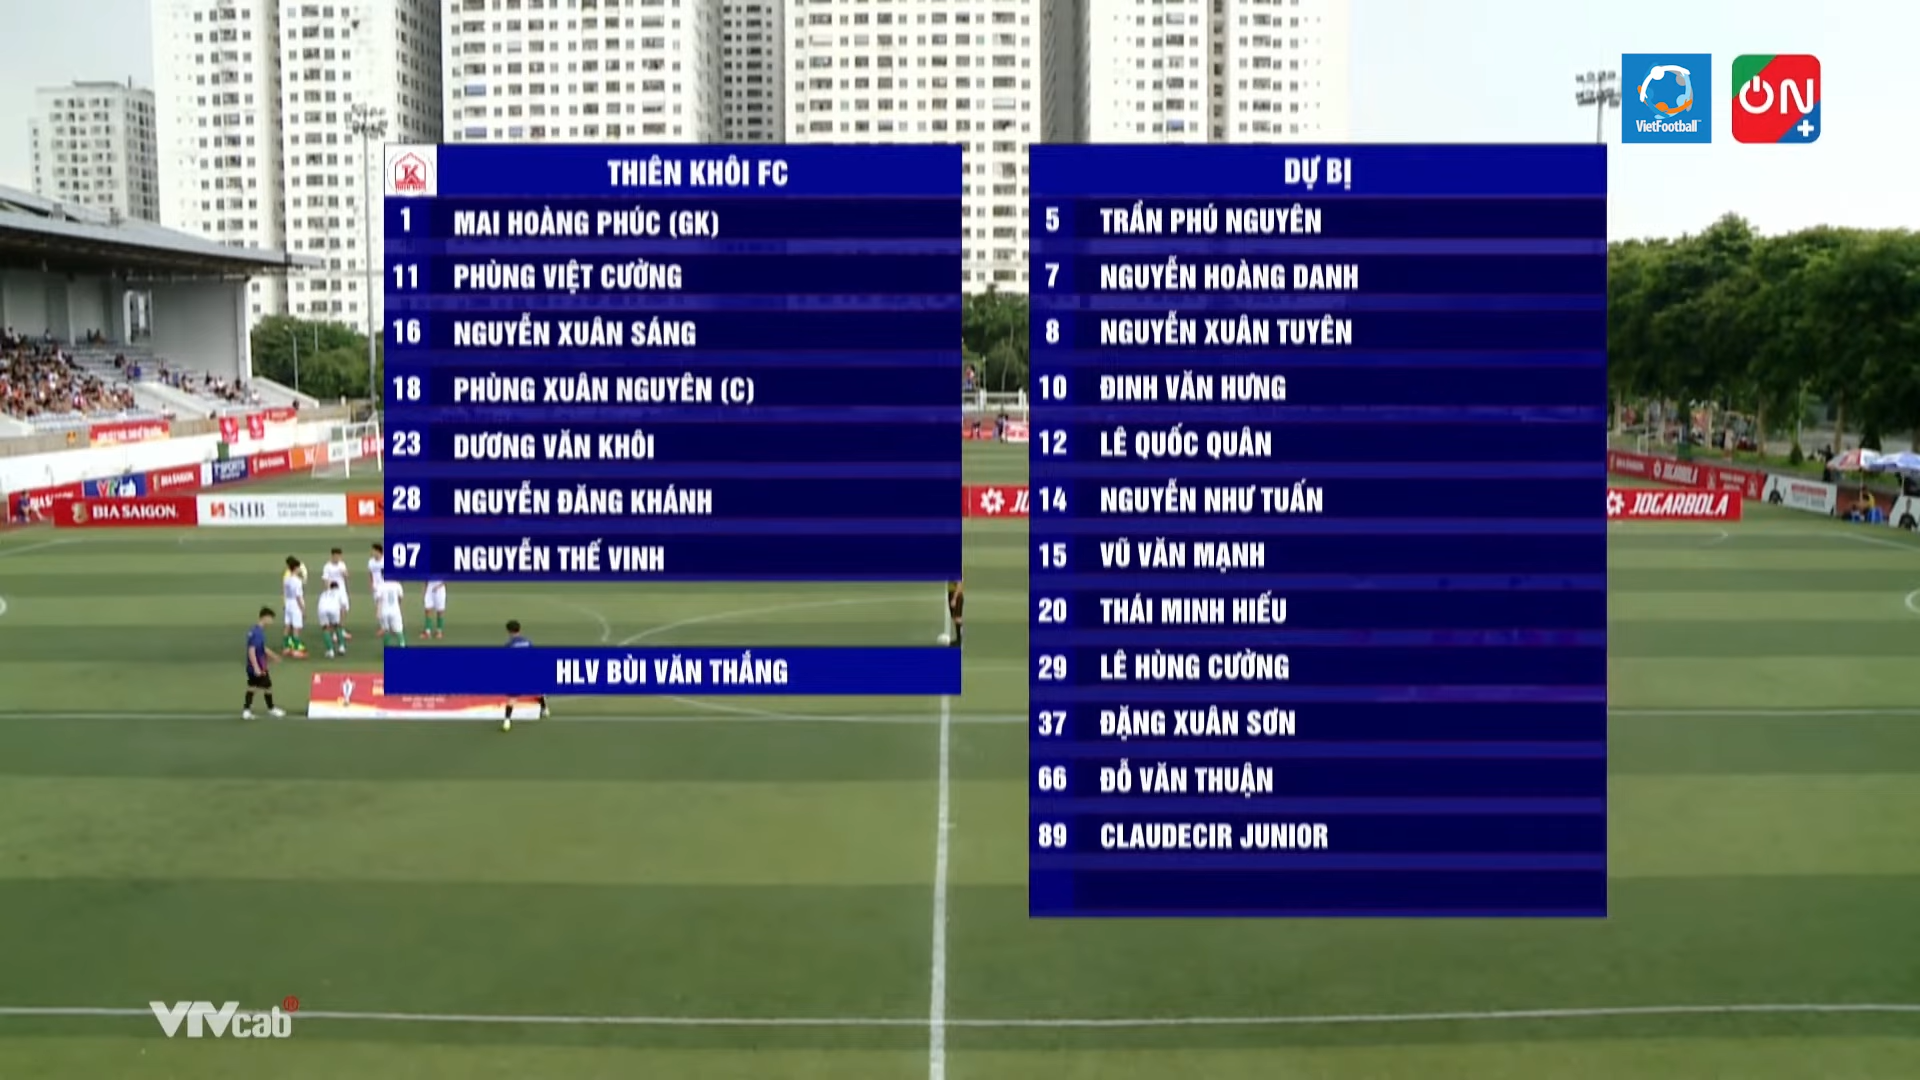 VietFootball
ON+
THIÊN KHÔI FC
1 MAI HOÀNG PHÚC (GK)
11 PHÙNG VIỆT CƯỜNG
16 NGUYỄN XUÂN SÁNG
18 PHÙNG XUÂN NGUYÊN (C)
23 DƯƠNG VĂN KHÔI
28 NGUYỄN ĐĂNG KHÁNH
97 NGUYỄN THẾ VINH
HLV BÙI VĂN THẮNG
DỰ BỊ
5 TRẦN PHÚ NGUYÊN
7 NGUYỄN HOÀNG DANH
8 NGUYỄN XUÂN TUYÊN
10 ĐINH VĂN HƯNG
12 LÊ QUỐC QUÂN
14 NGUYỄN NHƯ TUẤN
15 VŨ VĂN MẠNH
20 THÁI MINH HIẾU
29 LÊ HÙNG CƯỜNG
37 ĐẶNG XUÂN SƠN
66 ĐỖ VĂN THUẬN
89 CLAUDECIR JUNIOR
BIA SAIGON
SHB
JOGARBOLA
VTVcab